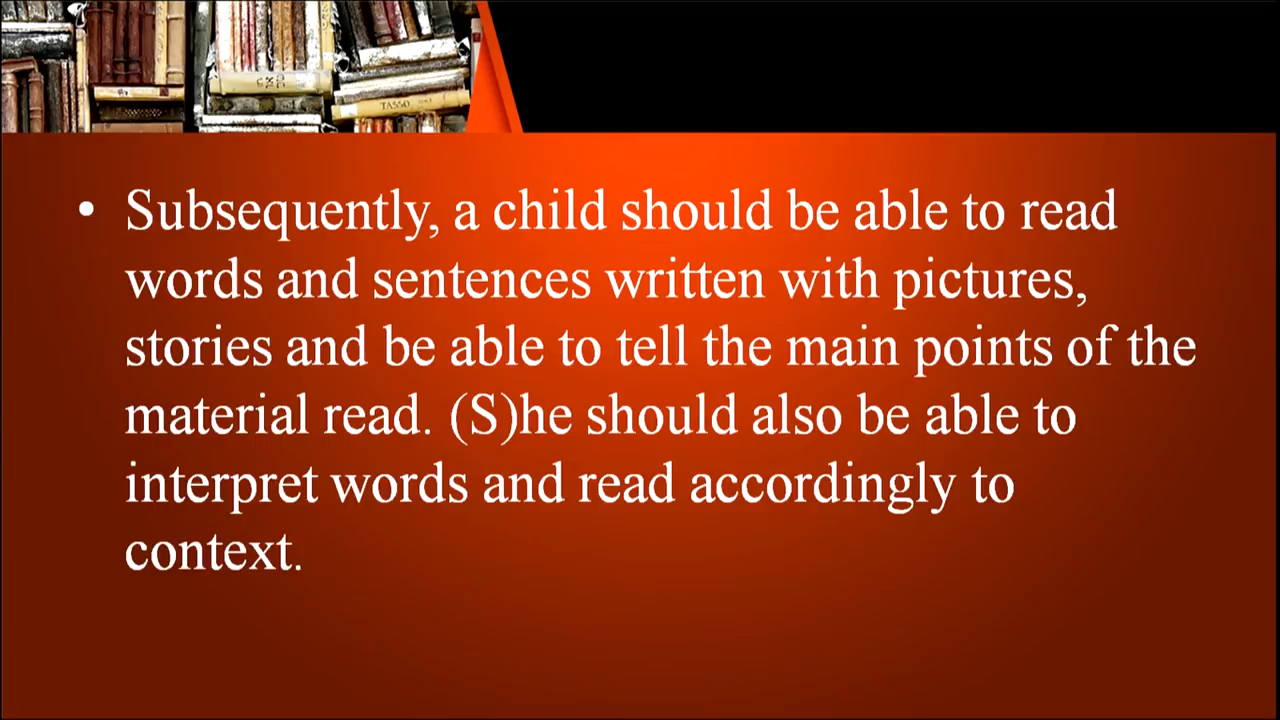 TASSO
• Subsequently, a child should be able to read
words and sentences written with pictures,
stories and be able to tell the main points of the
material read. (S)he should also be able to
interpret words and read accordingly to
context.